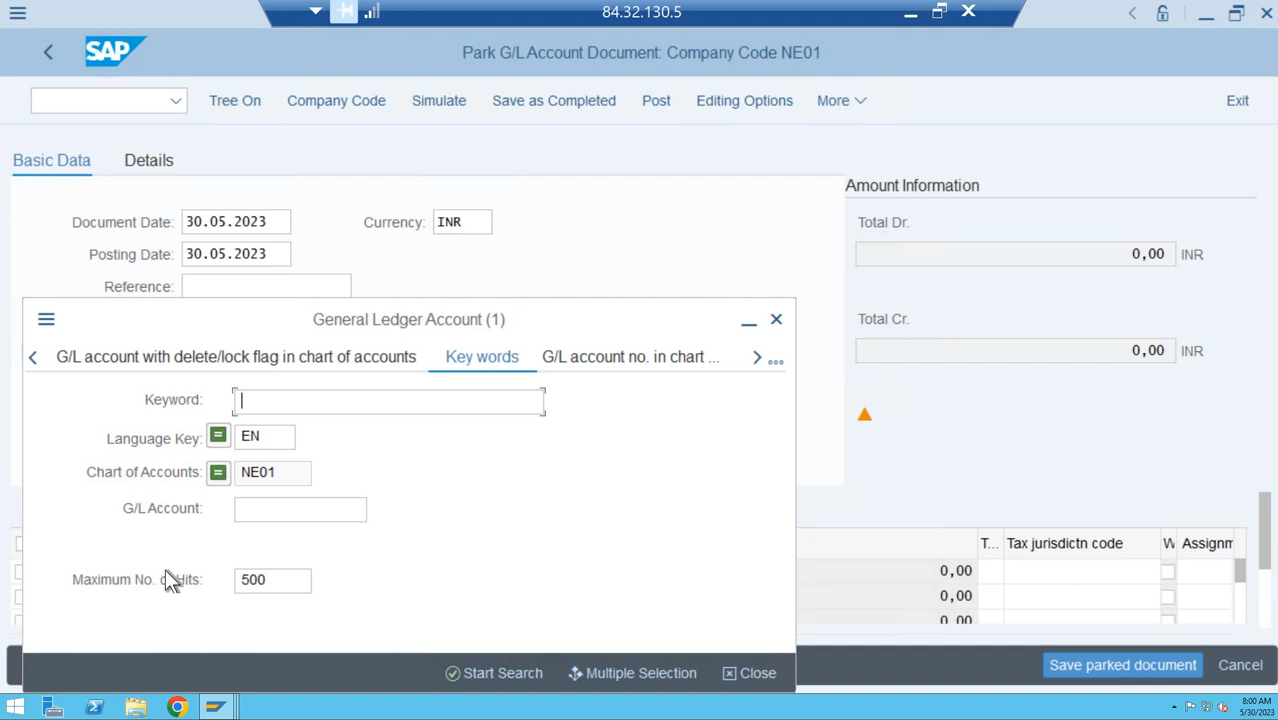 84.32.130.5
SAP
Park G/L Account Document: Company Code NE01
Tree On
Company Code
Simulate
Save as Completed
Post
Editing Options
More
Exit
Basic Data
Details
Amount Information
Document Date: 30.05.2023
Currency: INR
Total Dr.
Posting Date: 30.05.2023
0,00 INR
Reference:
General Ledger Account (1)
Total Cr.
0,00 INR
G/L account with delete/lock flag in chart of accounts
Key words
G/L account no. in chart ...
Keyword:
Language Key: EN
Chart of Accounts: NE01
G/L Account:
Maximum No. of Hits: 500
T...
Tax jurisdictn code
W
Assignm
0,00
0,00
0,00
Start Search
Multiple Selection
Close
Save parked document
Cancel
8:00 AM
5/30/2023